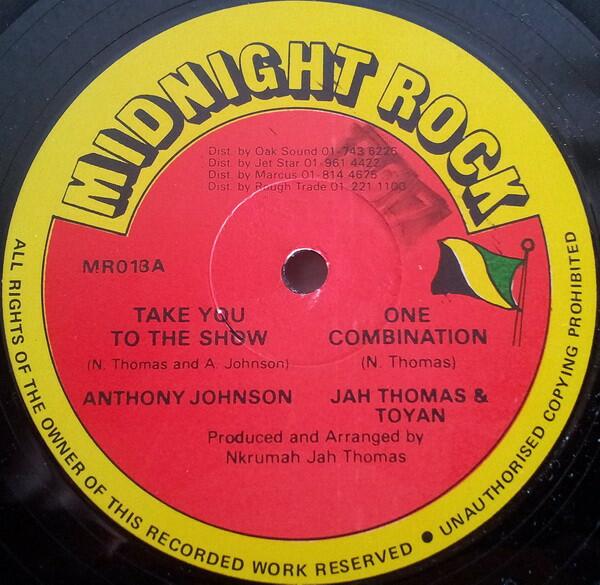 MIDNIGHT ROCK
Dist. by Oak Sound 01-743 6226
Dist. by Jet Star 01-961 4422
Dist. by Marcus 01-814 4675
Dist. by Rough Trade 01 221 1100
MR013A
TAKE YOU
TO THE SHOW
(N. Thomas and A. Johnson)
ANTHONY JOHNSON
ONE
COMBINATION
(N. Thomas)
JAH THOMAS &
TOYAN
Produced and Arranged by
Nkrumah Jah Thomas
ALL RIGHTS OF THE OWNER OF THIS RECORDED WORK RESERVED ● UNAUTHORISED COPYING PROHIBITED